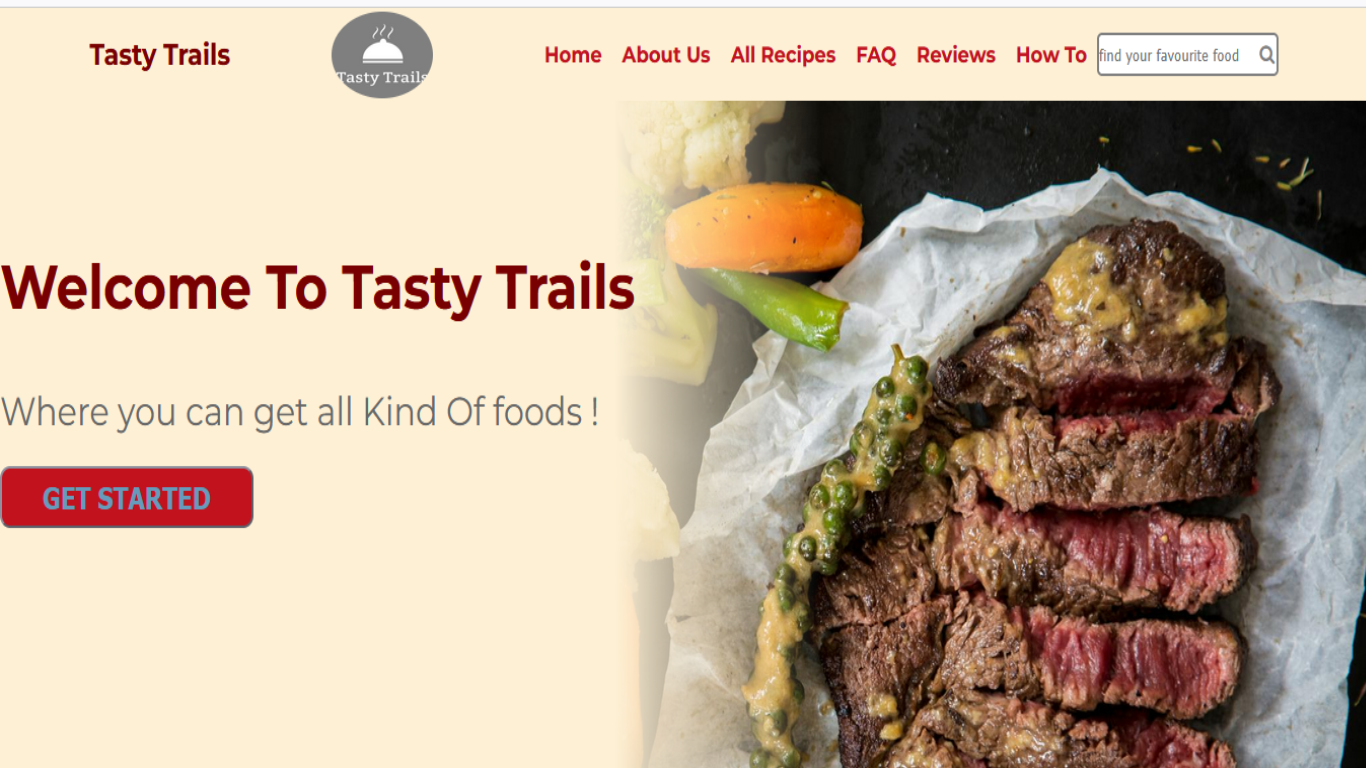 Tasty Trails
Tasty Trails
Home About Us All Recipes FAQ Reviews How To find your favourite food
Welcome To Tasty Trails
Where you can get all Kind Of foods !
GET STARTED